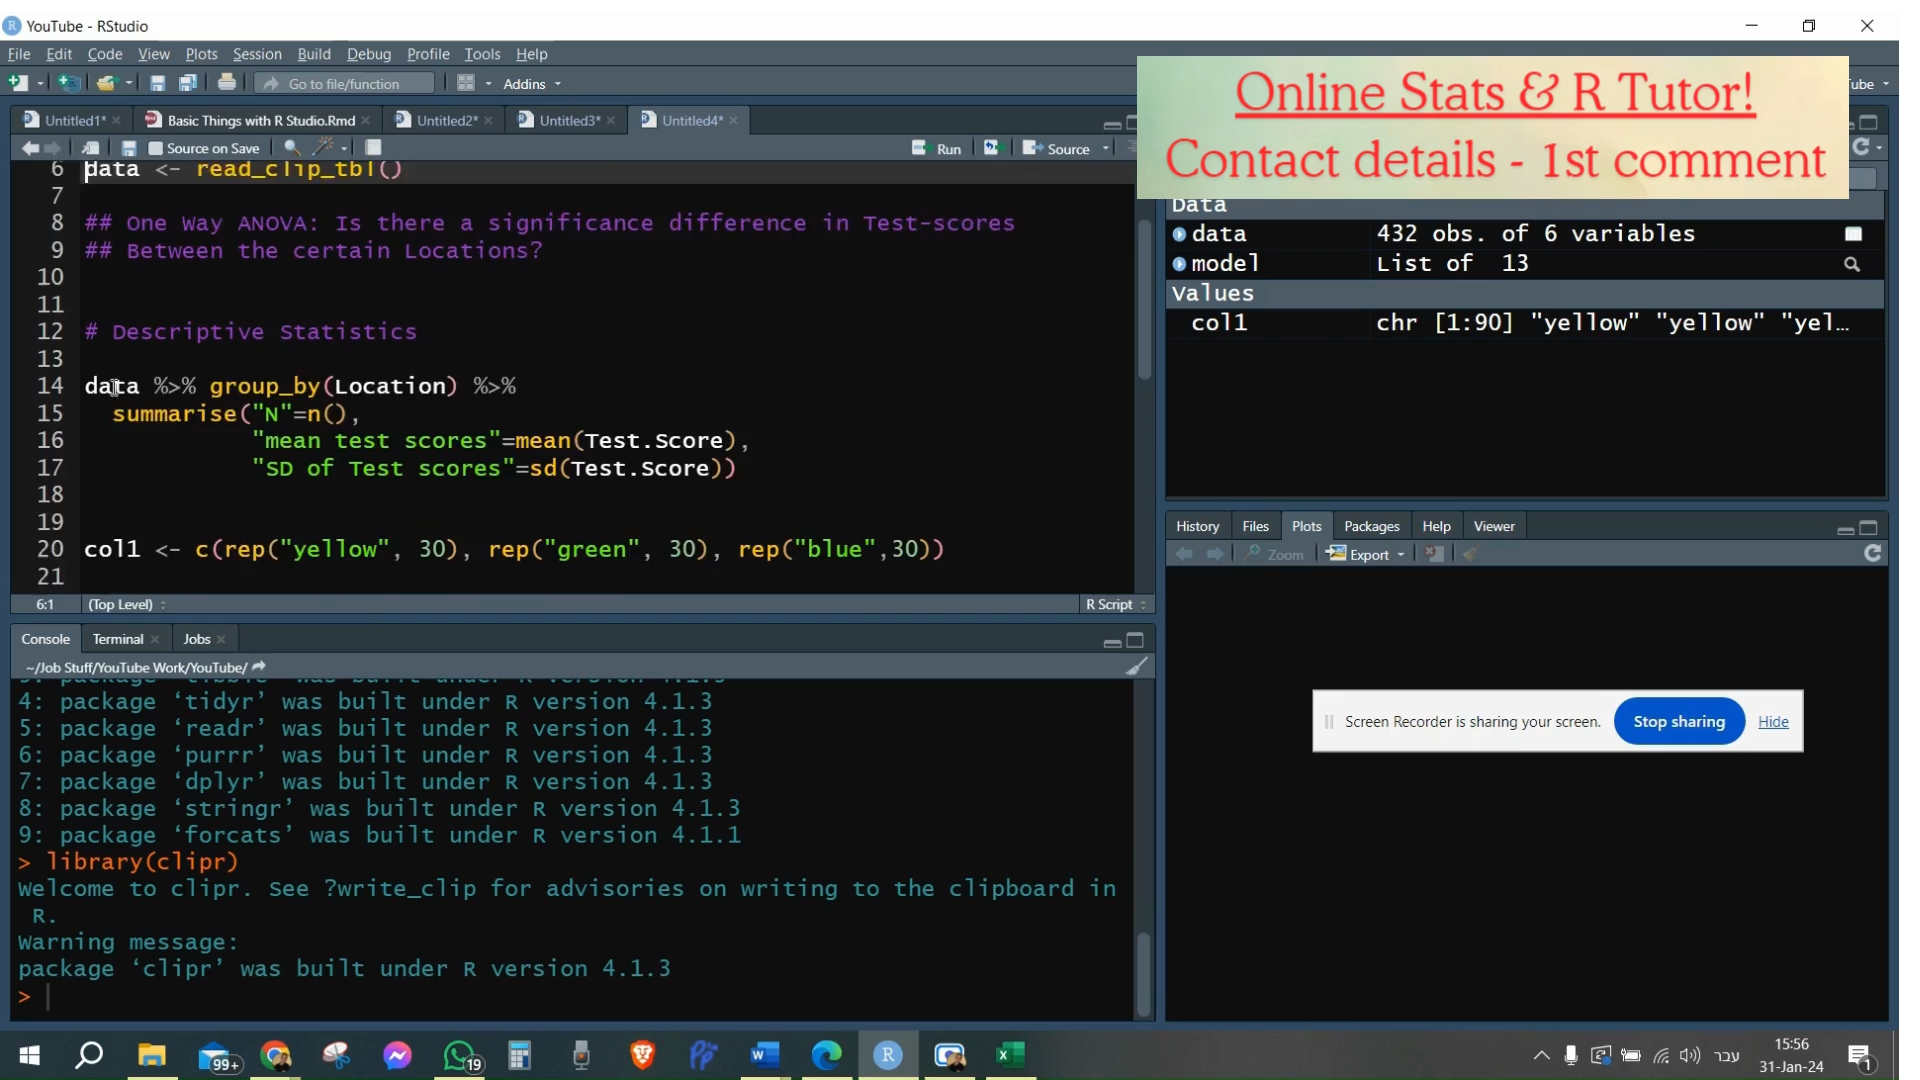 YouTube - RStudio
File Edit Code View Plots Session Build Debug Profile Tools Help
Go to file/function
Addins
Online Stats & R Tutor!
Contact details - 1st comment
ube
Untitled1* Basic Things with R Studio.Rmd Untitled2* Untitled3* Untitled4*
Source on Save Run Source
6 data <- read_clip_tbl()
7
8 ## One Way ANOVA: Is there a significance difference in Test-scores
9 ## Between the certain Locations?
10
11
12 # Descriptive Statistics
13
14 data %>% group_by(Location) %>%
15 summarise("N"=n(),
16 "mean test scores"=mean(Test.Score),
17 "SD of Test scores"=sd(Test.Score))
18
19
20 col1 <- c(rep("yellow", 30), rep("green", 30), rep("blue",30))
21
6:1 (Top Level) R Script
Data
data 432 obs. of 6 variables
model List of 13
Values
col1 chr [1:90] "yellow" "yellow" "yel…
History Files Plots Packages Help Viewer
Zoom Export
Screen Recorder is sharing your screen. Stop sharing Hide
Console Terminal Jobs
~/Job Stuff/YouTube Work/YouTube/
4: package ‘tidyr’ was built under R version 4.1.3
5: package ‘readr’ was built under R version 4.1.3
6: package ‘purrr’ was built under R version 4.1.3
7: package ‘dplyr’ was built under R version 4.1.3
8: package ‘stringr’ was built under R version 4.1.3
9: package ‘forcats’ was built under R version 4.1.1
> library(clipr)
Welcome to clipr. See ?write_clip for advisories on writing to the clipboard in
R.
Warning message:
package ‘clipr’ was built under R version 4.1.3
>
99+
19
עבר
15:56
31-Jan-24
1